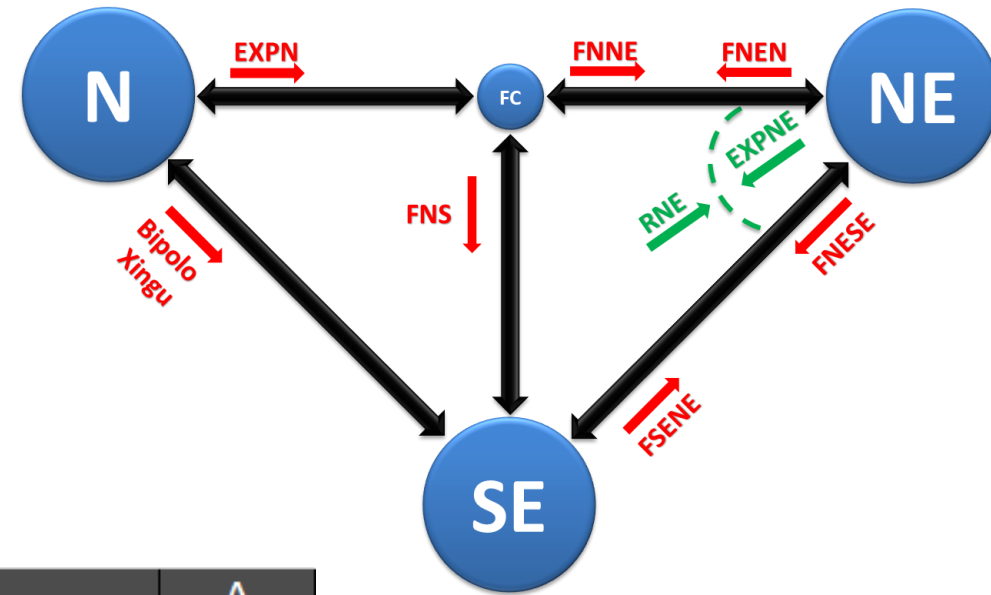 EXPN
FNNE
FNEN
N
FC
NE
EXPNE
RNE
FNS
Bipolo
Xingu
FNESE
FSENE
SE